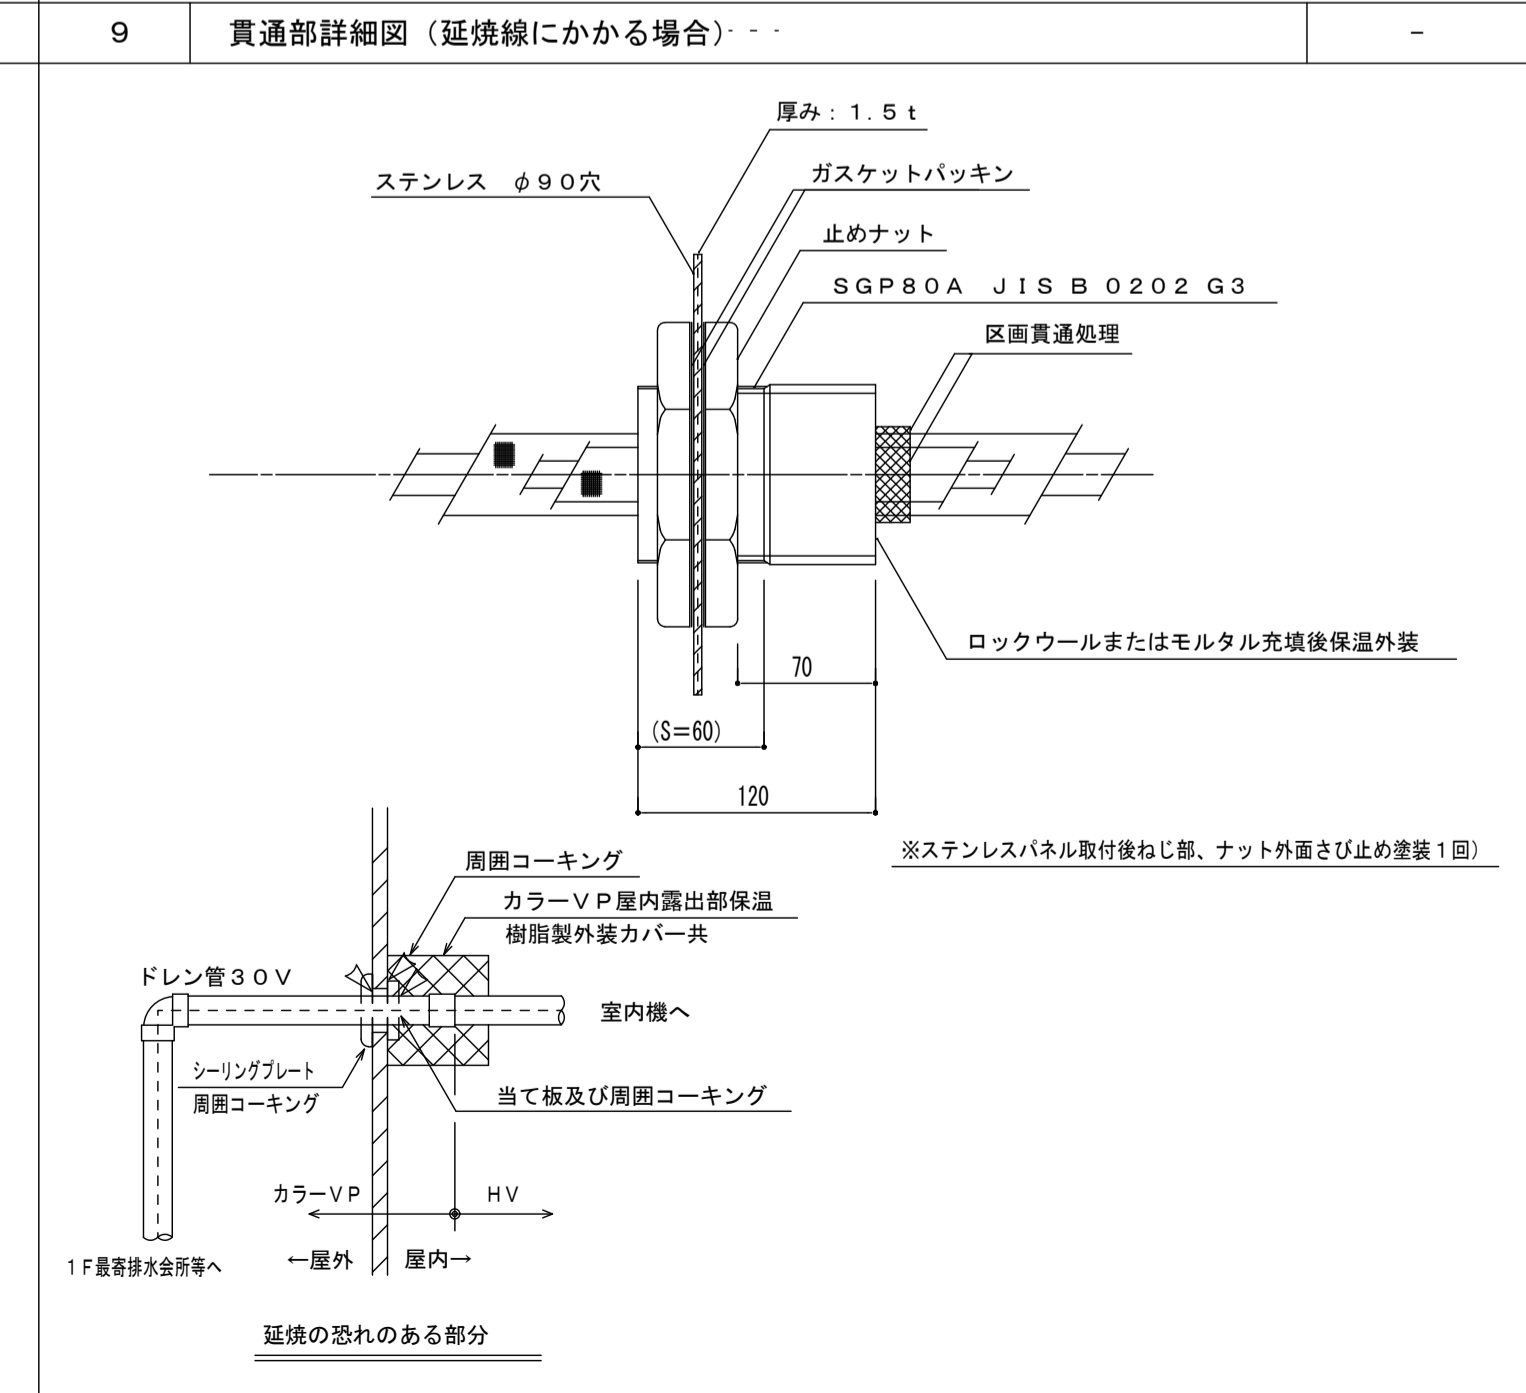 9
貫通部詳細図（延焼線にかかる場合）- - -
−
厚み：１．５ｔ
ステンレス　φ９０穴
ガスケットパッキン
止めナット
ＳＧＰ８０Ａ　ＪＩＳ Ｂ ０２０２ Ｇ３
区画貫通処理
ロックウールまたはモルタル充填後保温外装
70
(S=60)
120
※ステンレスパネル取付後ねじ部、ナット外面さび止め塗装１回）
周囲コーキング
カラーＶＰ屋内露出部保温
樹脂製外装カバー共
ドレン管３０Ｖ
室内機へ
シーリングプレート
周囲コーキング
当て板及び周囲コーキング
カラーＶＰ
ＨＶ
１Ｆ最寄排水会所等へ
←屋外
屋内→
延焼の恐れのある部分